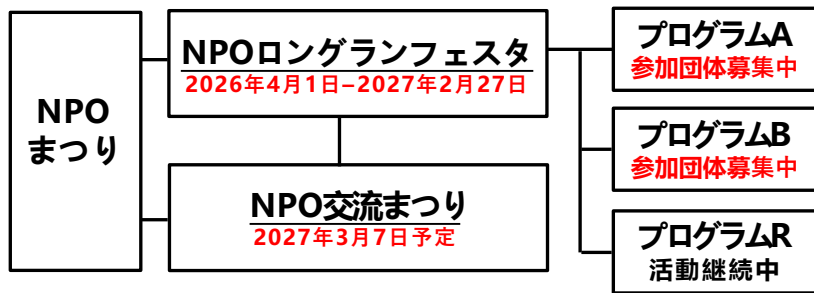 NPO
まつり
NPOロングランフェスタ
2026年4月1日–2027年2月27日
NPO交流まつり
2027年3月7日予定
プログラムA
参加団体募集中
プログラムB
参加団体募集中
プログラムR
活動継続中